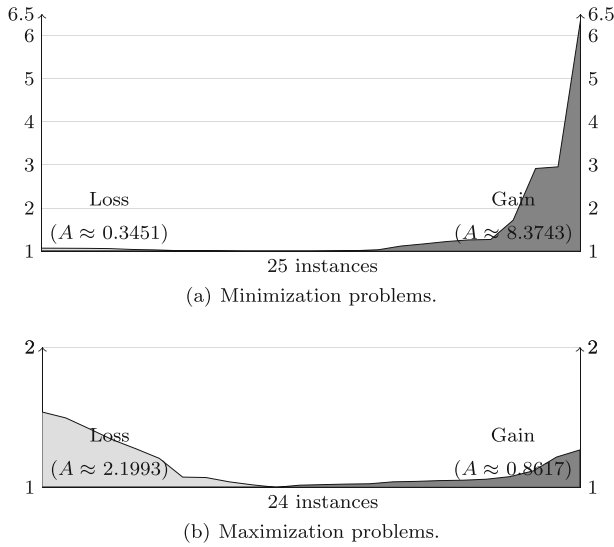 6.5 6.5
6 6
5 5
4 4
3 3
2 2
Loss Gain
(A ≈ 0.3451) (A ≈ 8.3743)
1 1
25 instances
(a) Minimization problems.
2 2
Loss Gain
(A ≈ 2.1993) (A ≈ 0.8617)
1 1
24 instances
(b) Maximization problems.